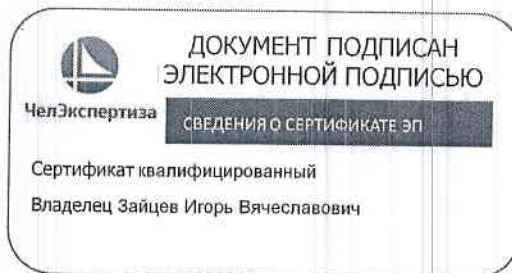 ДОКУМЕНТ ПОДПИСАН
ЭЛЕКТРОННОЙ ПОДПИСЬЮ
ЧелЭкспертиза
СВЕДЕНИЯ О СЕРТИФИКАТЕ ЭП
Сертификат квалифицированный
Владелец Зайцев Игорь Вячеславович